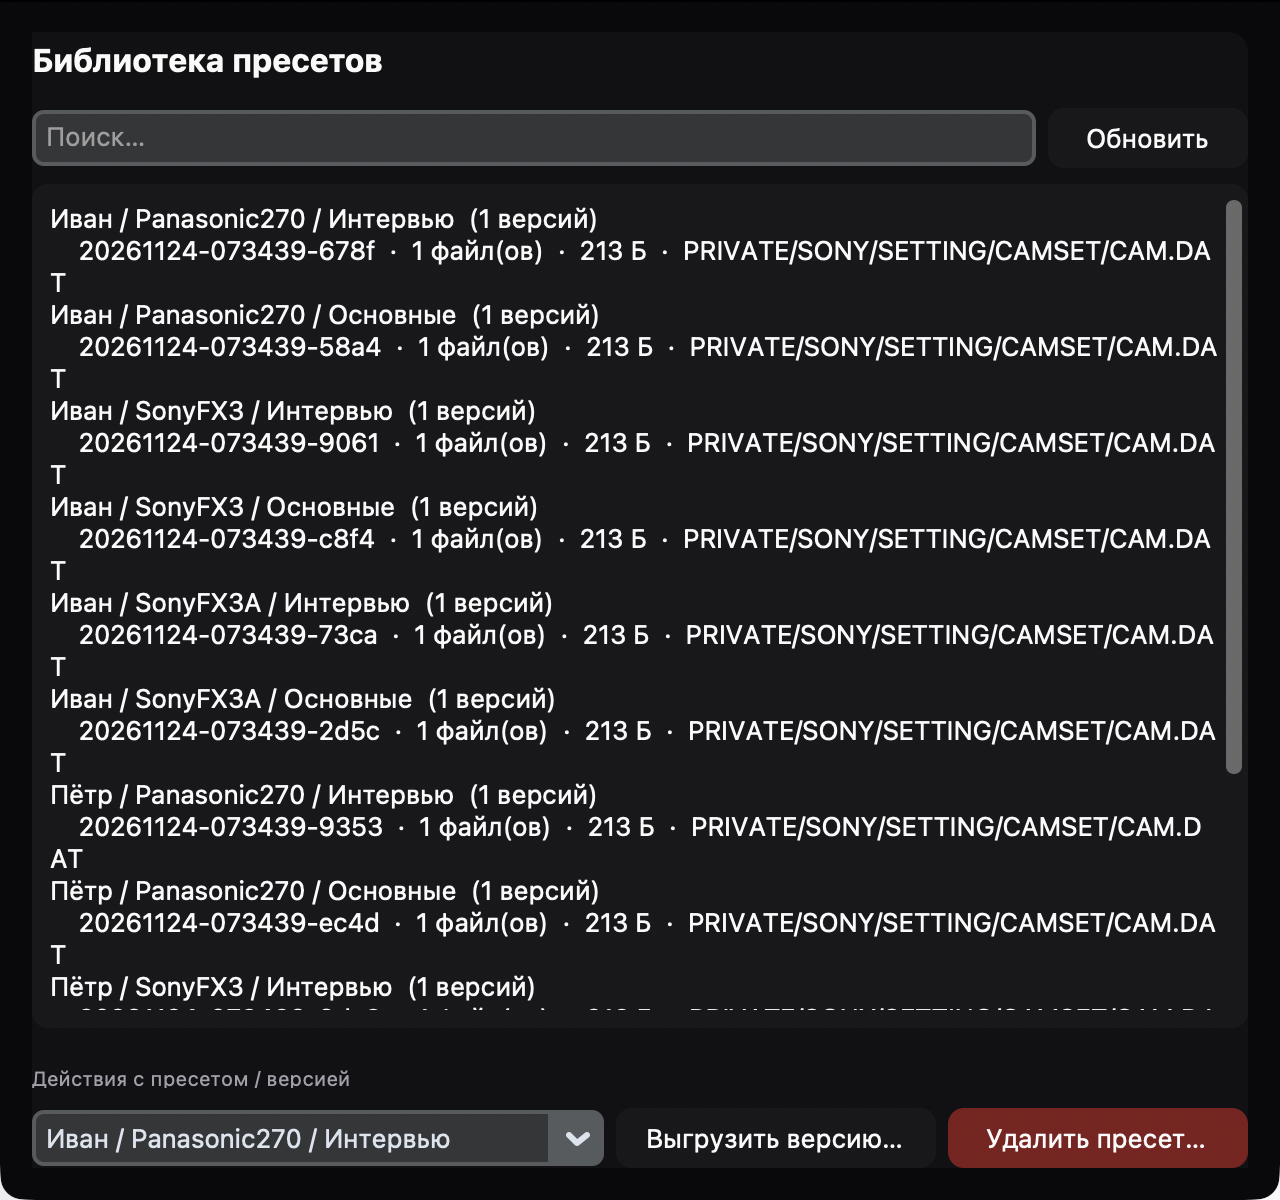 Библиотека пресетов
Поиск...
Обновить
Иван / Panasonic270 / Интервью (1 версий)
20261124-073439-678f · 1 файл(ов) · 213 Б · PRIVATE/SONY/SETTING/CAMSET/CAM.DA
T
Иван / Panasonic270 / Основные (1 версий)
20261124-073439-58a4 · 1 файл(ов) · 213 Б · PRIVATE/SONY/SETTING/CAMSET/CAM.DA
T
Иван / SonyFX3 / Интервью (1 версий)
20261124-073439-9061 · 1 файл(ов) · 213 Б · PRIVATE/SONY/SETTING/CAMSET/CAM.DA
T
Иван / SonyFX3 / Основные (1 версий)
20261124-073439-c8f4 · 1 файл(ов) · 213 Б · PRIVATE/SONY/SETTING/CAMSET/CAM.DA
T
Иван / SonyFX3A / Интервью (1 версий)
20261124-073439-73ca · 1 файл(ов) · 213 Б · PRIVATE/SONY/SETTING/CAMSET/CAM.DA
T
Иван / SonyFX3A / Основные (1 версий)
20261124-073439-2d5c · 1 файл(ов) · 213 Б · PRIVATE/SONY/SETTING/CAMSET/CAM.DA
T
Пётр / Panasonic270 / Интервью (1 версий)
20261124-073439-9353 · 1 файл(ов) · 213 Б · PRIVATE/SONY/SETTING/CAMSET/CAM.D
AT
Пётр / Panasonic270 / Основные (1 версий)
20261124-073439-ec4d · 1 файл(ов) · 213 Б · PRIVATE/SONY/SETTING/CAMSET/CAM.DA
T
Пётр / SonyFX3 / Интервью (1 версий)
Действия с пресетом / версией
Иван / Panasonic270 / Интервью
Выгрузить версию...
Удалить пресет...